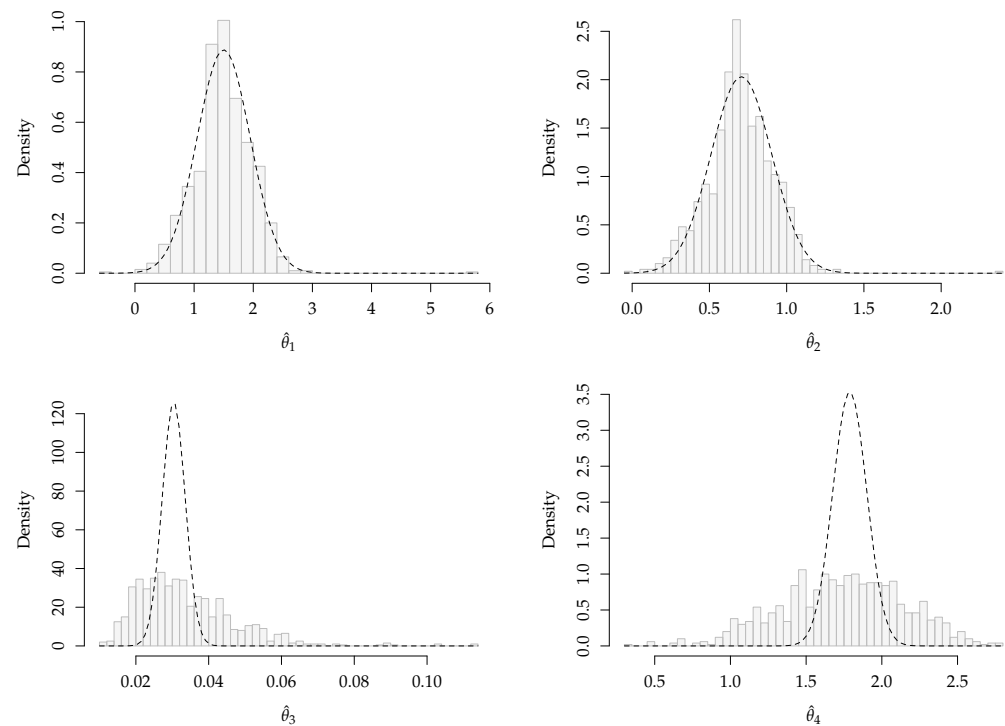 Density
0.0 0.2 0.4 0.6 0.8 1.0
0 1 2 3 4 5 6
θ̂₁
Density
0.0 0.5 1.0 1.5 2.0 2.5
0.0 0.5 1.0 1.5 2.0
θ̂₂
Density
0 20 40 60 80 100 120
0.02 0.04 0.06 0.08 0.10
θ̂₃
Density
0.0 0.5 1.0 1.5 2.0 2.5 3.0 3.5
0.5 1.0 1.5 2.0 2.5
θ̂₄